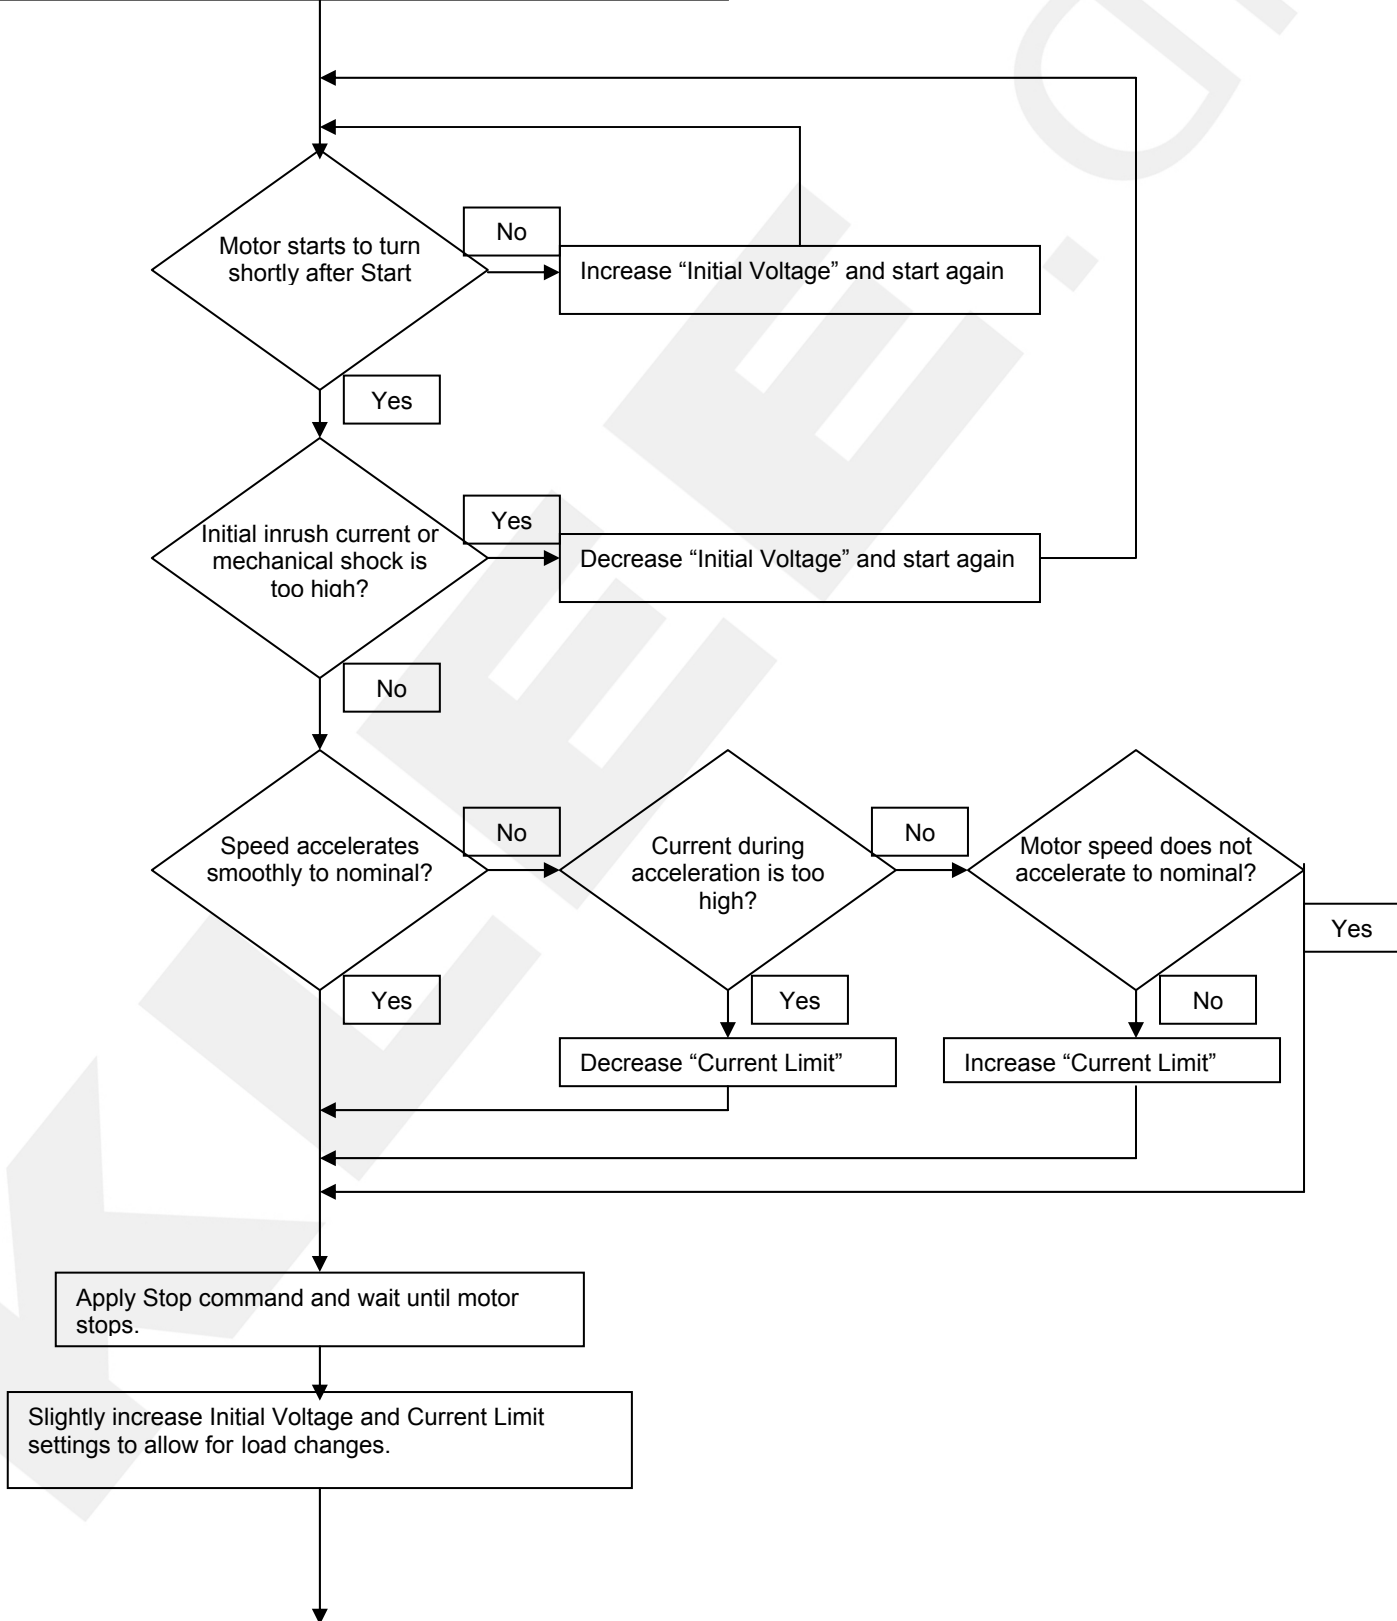 Motor starts to turn
shortly after Start
No
Increase “Initial Voltage” and start again
Yes
Initial inrush current or
mechanical shock is
too high?
Yes
Decrease “Initial Voltage” and start again
No
Speed accelerates
smoothly to nominal?
No
Current during
acceleration is too
high?
No
Motor speed does not
accelerate to nominal?
Yes
Yes
Yes
No
Decrease “Current Limit”
Increase “Current Limit”
Apply Stop command and wait until motor
stops.
Slightly increase Initial Voltage and Current Limit
settings to allow for load changes.